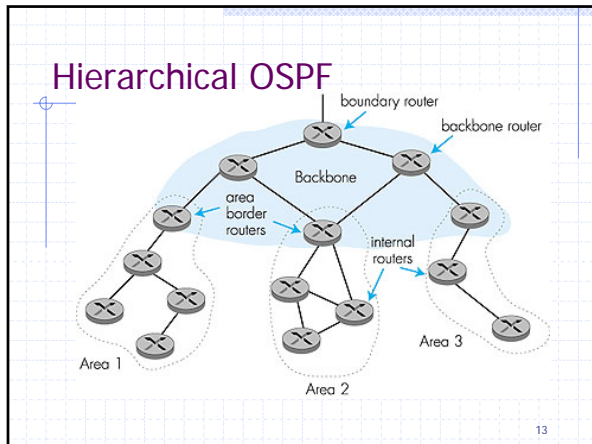 Hierarchical OSPF
boundary router
backbone router
Backbone
area
border
routers
internal
routers
Area 1
Area 2
Area 3
13